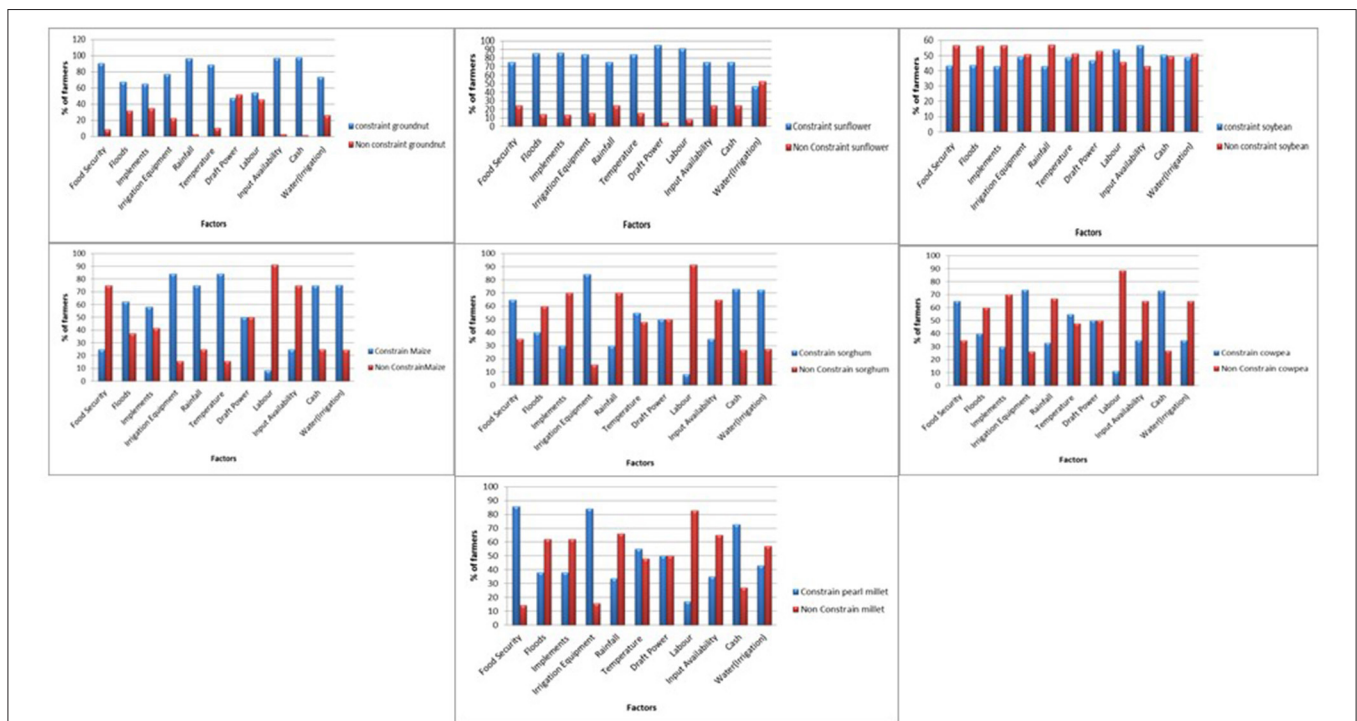 120
100
80
60
40
20
0
% of farmers
Food Security
Floods
Implements
Irrigation Equipment
Rainfall
Temperature
Draft Power
Labour
Input Availability
Cash
Water(Irrigation)
Factors
constraint groundnut
Non constraint groundnut
100
90
80
70
60
50
40
30
20
10
0
% of farmers
Food Security
Floods
Implements
Irrigation Equipment
Rainfall
Temperature
Draft Power
Labour
Input Availability
Cash
Water(Irrigation)
Factors
Constraint sunflower
Non Constraint sunflower
60
50
40
30
20
10
0
% of farmers
Food Security
Floods
Implements
Irrigation Equipment
Rainfall
Temperature
Draft Power
Labour
Input Availability
Cash
Water(Irrigation)
Factors
constraint soybean
Non constraint soybean
100
90
80
70
60
50
40
30
20
10
0
% of farmers
Food Security
Floods
Implements
Irrigation Equipment
Rainfall
Temperature
Draft Power
Labour
Input Availability
Cash
Water(Irrigation)
Factors
Constrain Maize
Non ConstrainMaize
100
90
80
70
60
50
40
30
20
10
0
% of farmers
Food Security
Floods
Implements
Irrigation Equipment
Rainfall
Temperature
Draft Power
Labour
Input Availability
Cash
Water(Irrigation)
Factors
Constrain sorghum
Non Constrain sorghum
100
90
80
70
60
50
40
30
20
10
0
% of farmers
Food Security
Floods
Implements
Irrigation Equipment
Rainfall
Temperature
Draft Power
Labour
Input Availability
Cash
Water(Irrigation)
Factors
Constrain cowpea
Non Constrain cowpea
100
90
80
70
60
50
40
30
20
10
0
% of farmers
Food Security
Floods
Implements
Irrigation Equipment
Rainfall
Temperature
Draft Power
Labour
Input Availability
Cash
Water(Irrigation)
Factors
Constrain pearl millet
Non Constrain millet